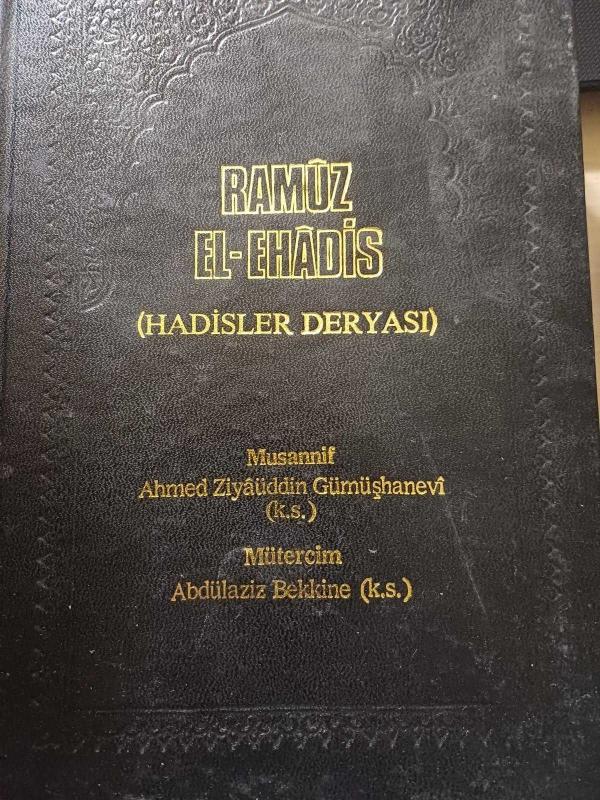 RAMÛZ
EL-EHÂDİS
(HADİSLER DERYASI)
Musannif
Ahmed Ziyâüddin Gümüşhanevî
(k.s.)
Mütercim
Abdülaziz Bekkine (k.s.)